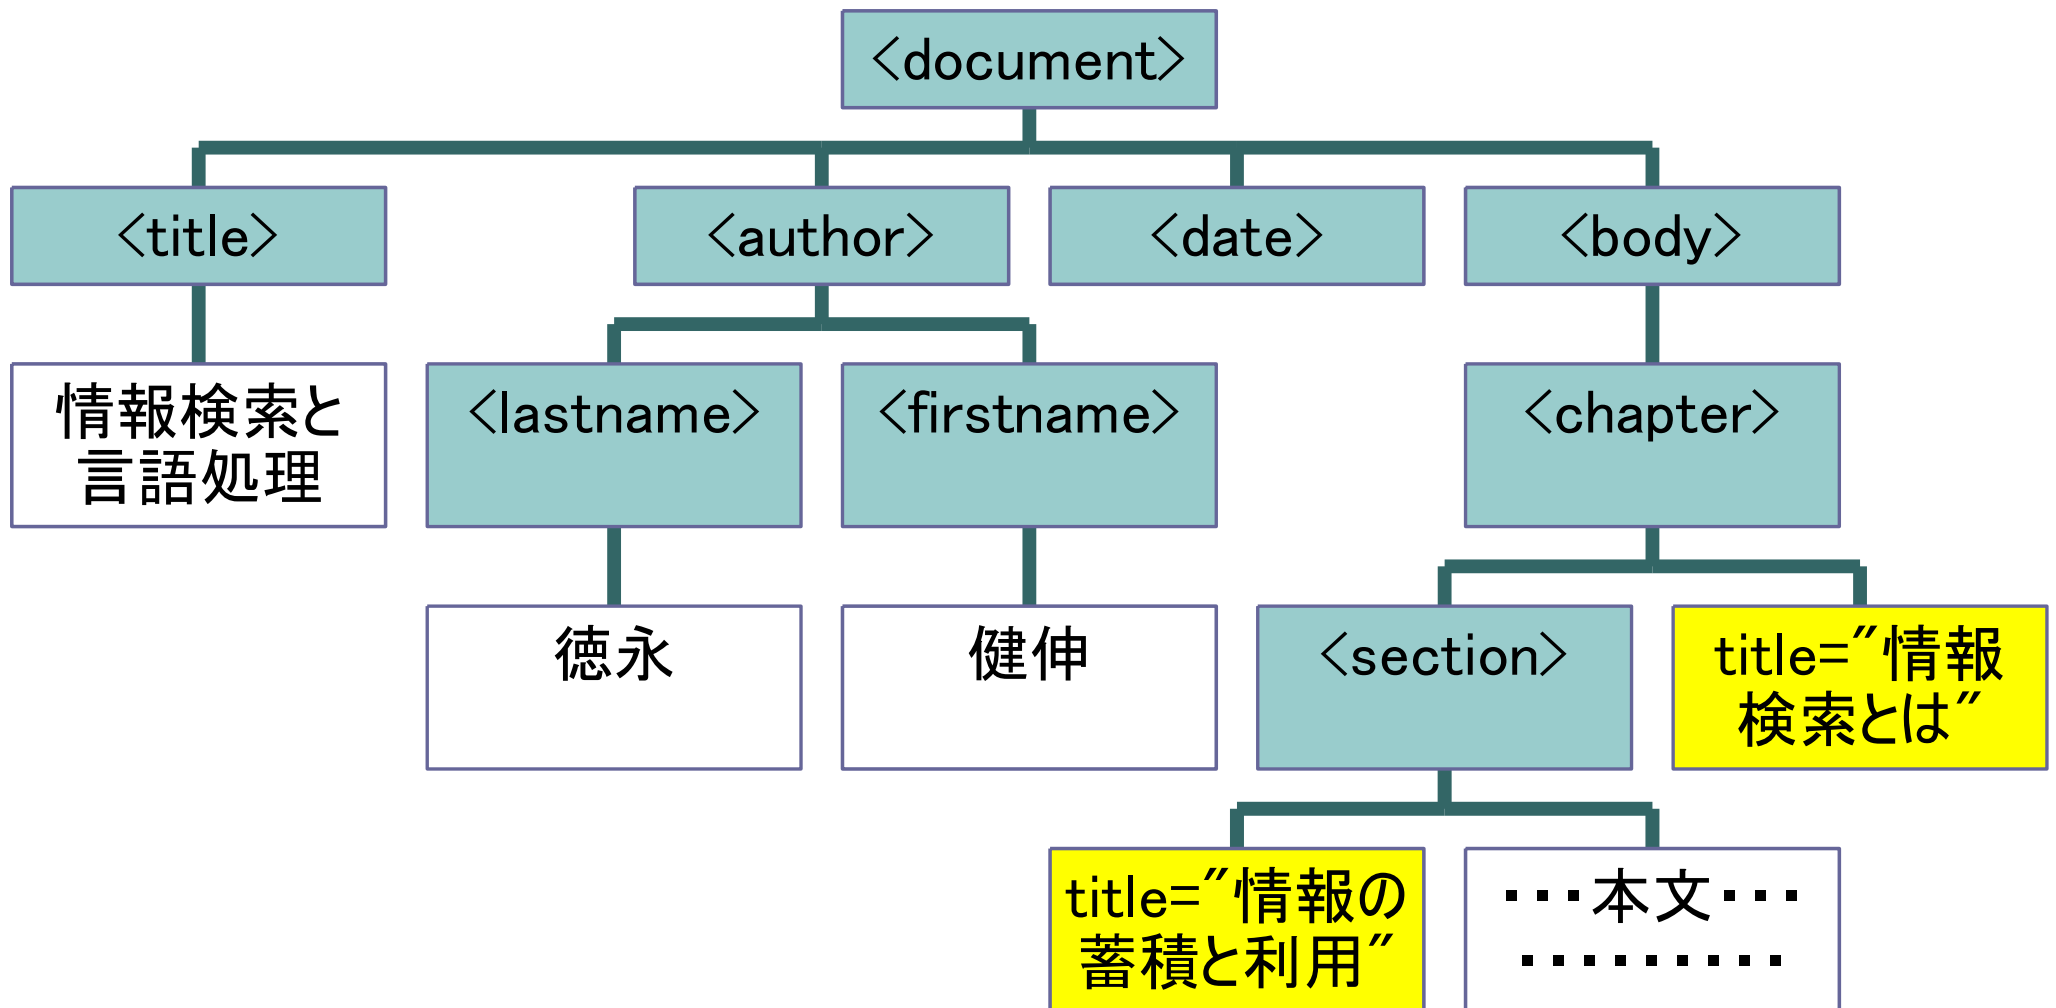 <document>
<title>
<author>
<date>
<body>
情報検索と
言語処理
<lastname>
<firstname>
<chapter>
徳永
健伸
<section>
title="情報
検索とは"
title="情報の
蓄積と利用"
・・・本文・・・
・・・・・・・・・